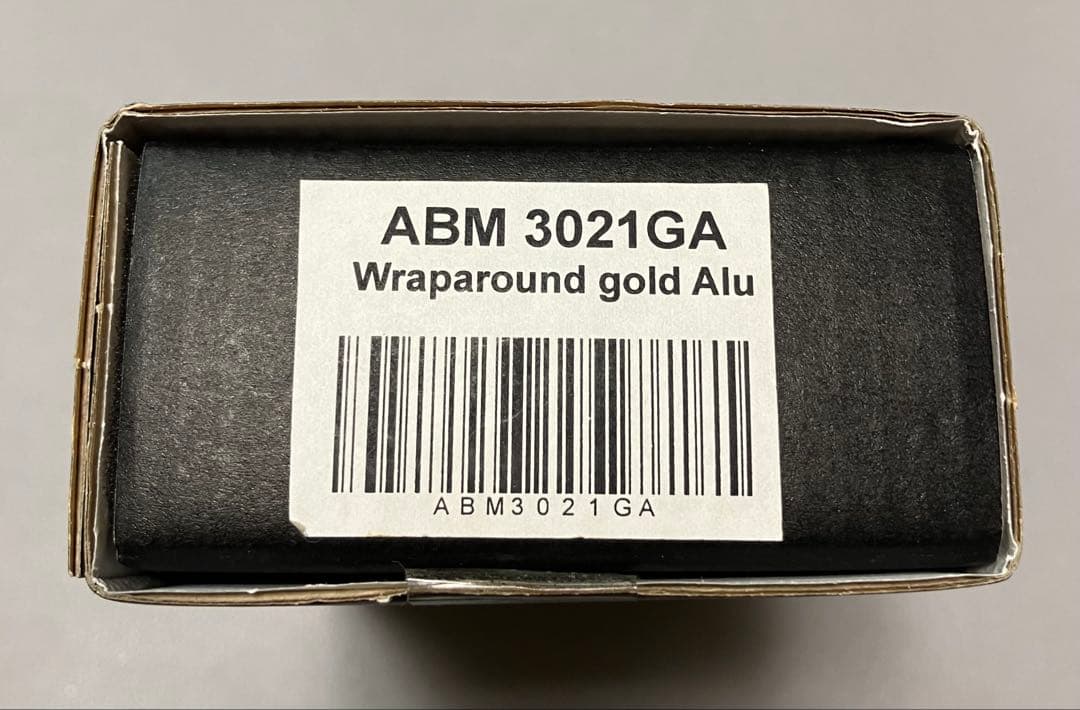 ABM 3021GA
Wraparound gold Alu
ABM3021GA